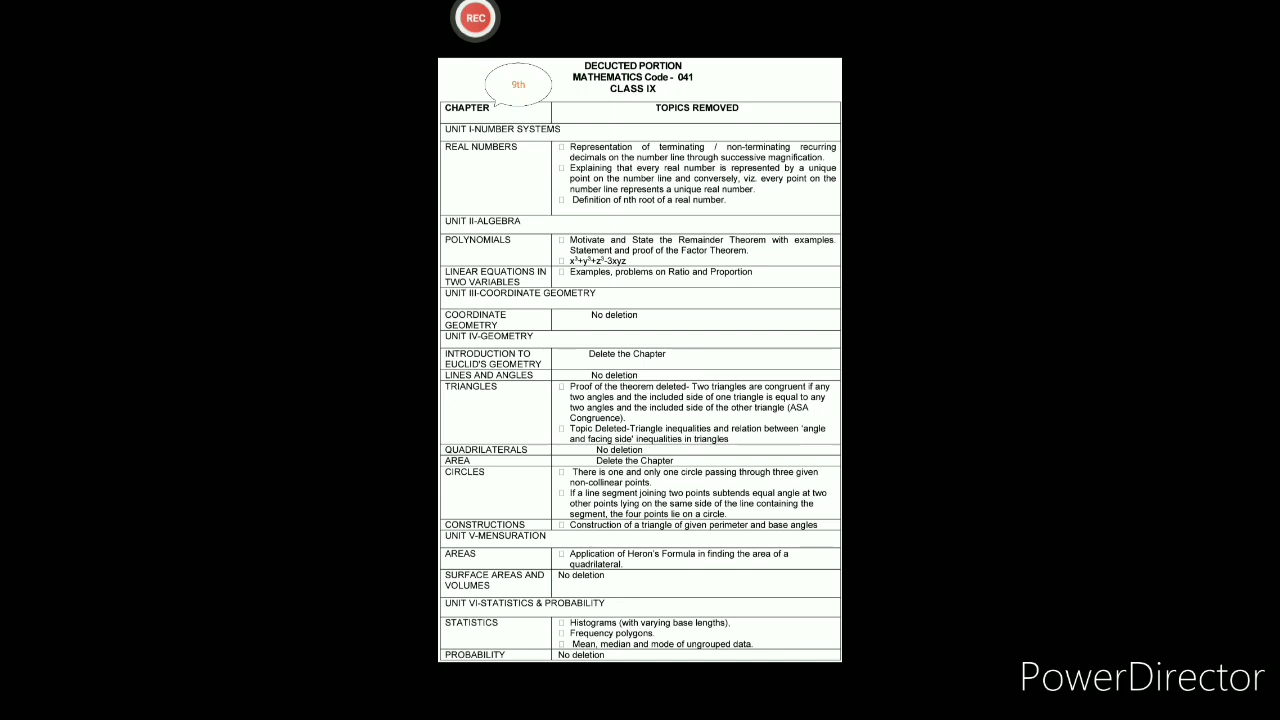 REC
DECUCTED PORTION
MATHEMATICS Code - 041
CLASS IX
9th
CHAPTER TOPICS REMOVED
UNIT I-NUMBER SYSTEMS
REAL NUMBERS
Representation of terminating / non-terminating recurring
decimals on the number line through successive magnification.
Explaining that every real number is represented by a unique
point on the number line and conversely, viz. every point on the
number line represents a unique real number.
Definition of nth root of a real number.
UNIT II-ALGEBRA
POLYNOMIALS
Motivate and State the Remainder Theorem with examples.
Statement and proof of the Factor Theorem.
x³+y³+z³-3xyz
LINEAR EQUATIONS IN
TWO VARIABLES
Examples, problems on Ratio and Proportion
UNIT III-COORDINATE GEOMETRY
COORDINATE
GEOMETRY
No deletion
UNIT IV-GEOMETRY
INTRODUCTION TO
EUCLID'S GEOMETRY
Delete the Chapter
LINES AND ANGLES No deletion
TRIANGLES
Proof of the theorem deleted- Two triangles are congruent if any
two angles and the included side of one triangle is equal to any
two angles and the included side of the other triangle (ASA
Congruence).
Topic Deleted-Triangle inequalities and relation between 'angle
and facing side' inequalities in triangles
QUADRILATERALS No deletion
AREA Delete the Chapter
CIRCLES
There is one and only one circle passing through three given
non-collinear points.
If a line segment joining two points subtends equal angle at two
other points lying on the same side of the line containing the
segment, the four points lie on a circle.
CONSTRUCTIONS Construction of a triangle of given perimeter and base angles
UNIT V-MENSURATION
AREAS
Application of Heron's Formula in finding the area of a
quadrilateral.
SURFACE AREAS AND
VOLUMES
No deletion
UNIT VI-STATISTICS & PROBABILITY
STATISTICS
Histograms (with varying base lengths),
Frequency polygons.
Mean, median and mode of ungrouped data.
PROBABILITY No deletion
PowerDirector